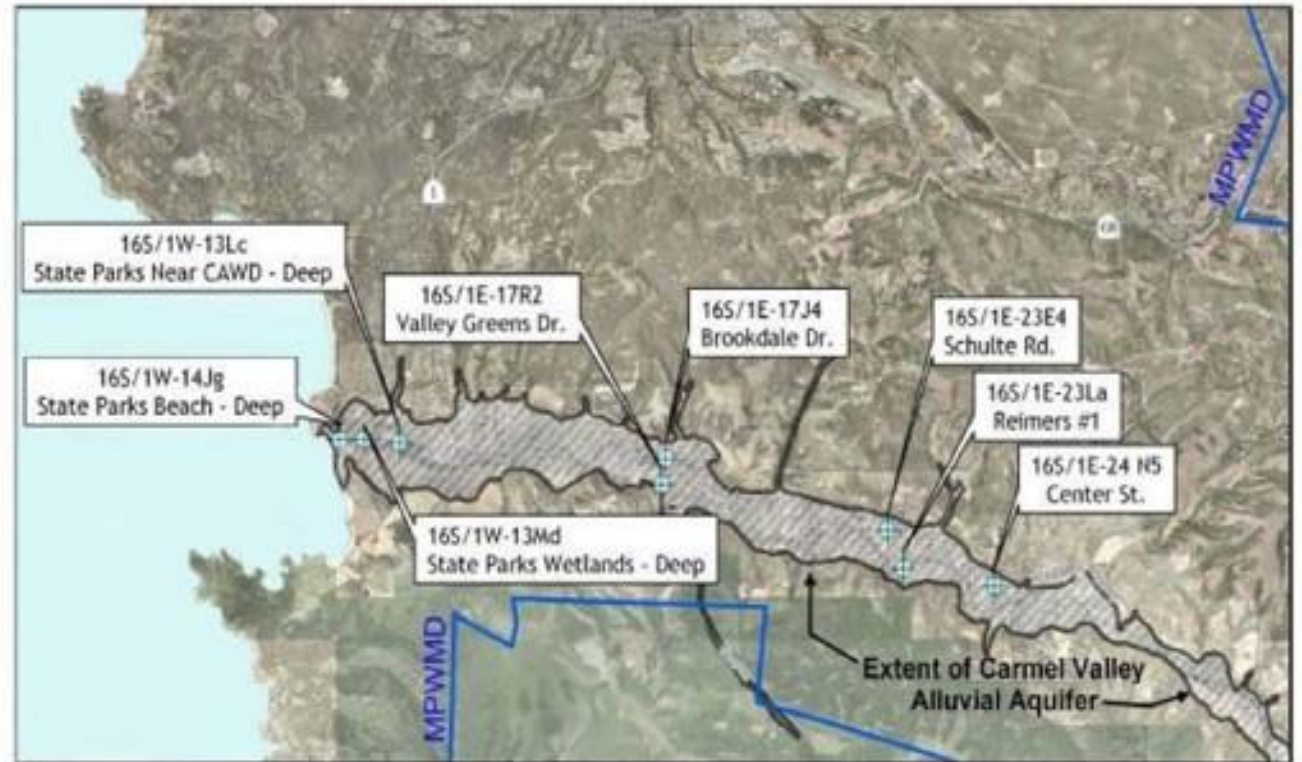 MPWMD
1
68
16S/1W-13Lc
State Parks Near CAWD - Deep
16S/1E-17R2
Valley Greens Dr.
16S/1E-17J4
Brookdale Dr.
16S/1E-23E4
Schulte Rd.
16S/1W-14Jg
State Parks Beach - Deep
16S/1E-23La
Reimers #1
16S/1E-24 N5
Center St.
16S/1W-13Md
State Parks Wetlands - Deep
MPWMD
Extent of Carmel Valley
Alluvial Aquifer